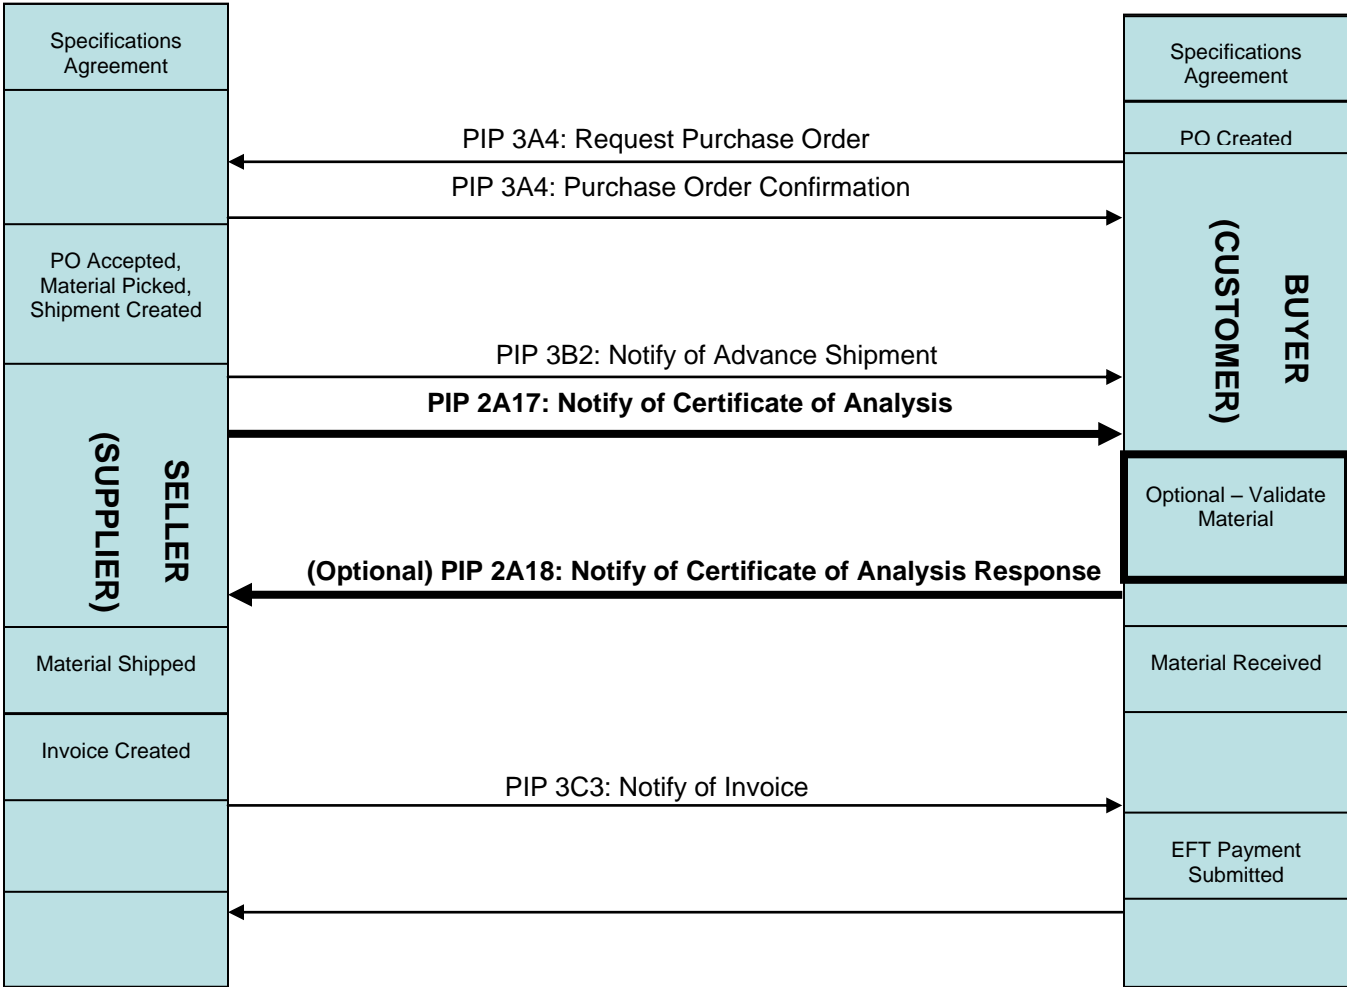 Specifications
Agreement
Specifications
Agreement
PO Created
PIP 3A4: Request Purchase Order
PIP 3A4: Purchase Order Confirmation
PO Accepted,
Material Picked,
Shipment Created
BUYER
(CUSTOMER)
PIP 3B2: Notify of Advance Shipment
PIP 2A17: Notify of Certificate of Analysis
SELLER
(SUPPLIER)
Optional – Validate
Material
(Optional) PIP 2A18: Notify of Certificate of Analysis Response
Material Shipped
Material Received
Invoice Created
PIP 3C3: Notify of Invoice
EFT Payment
Submitted